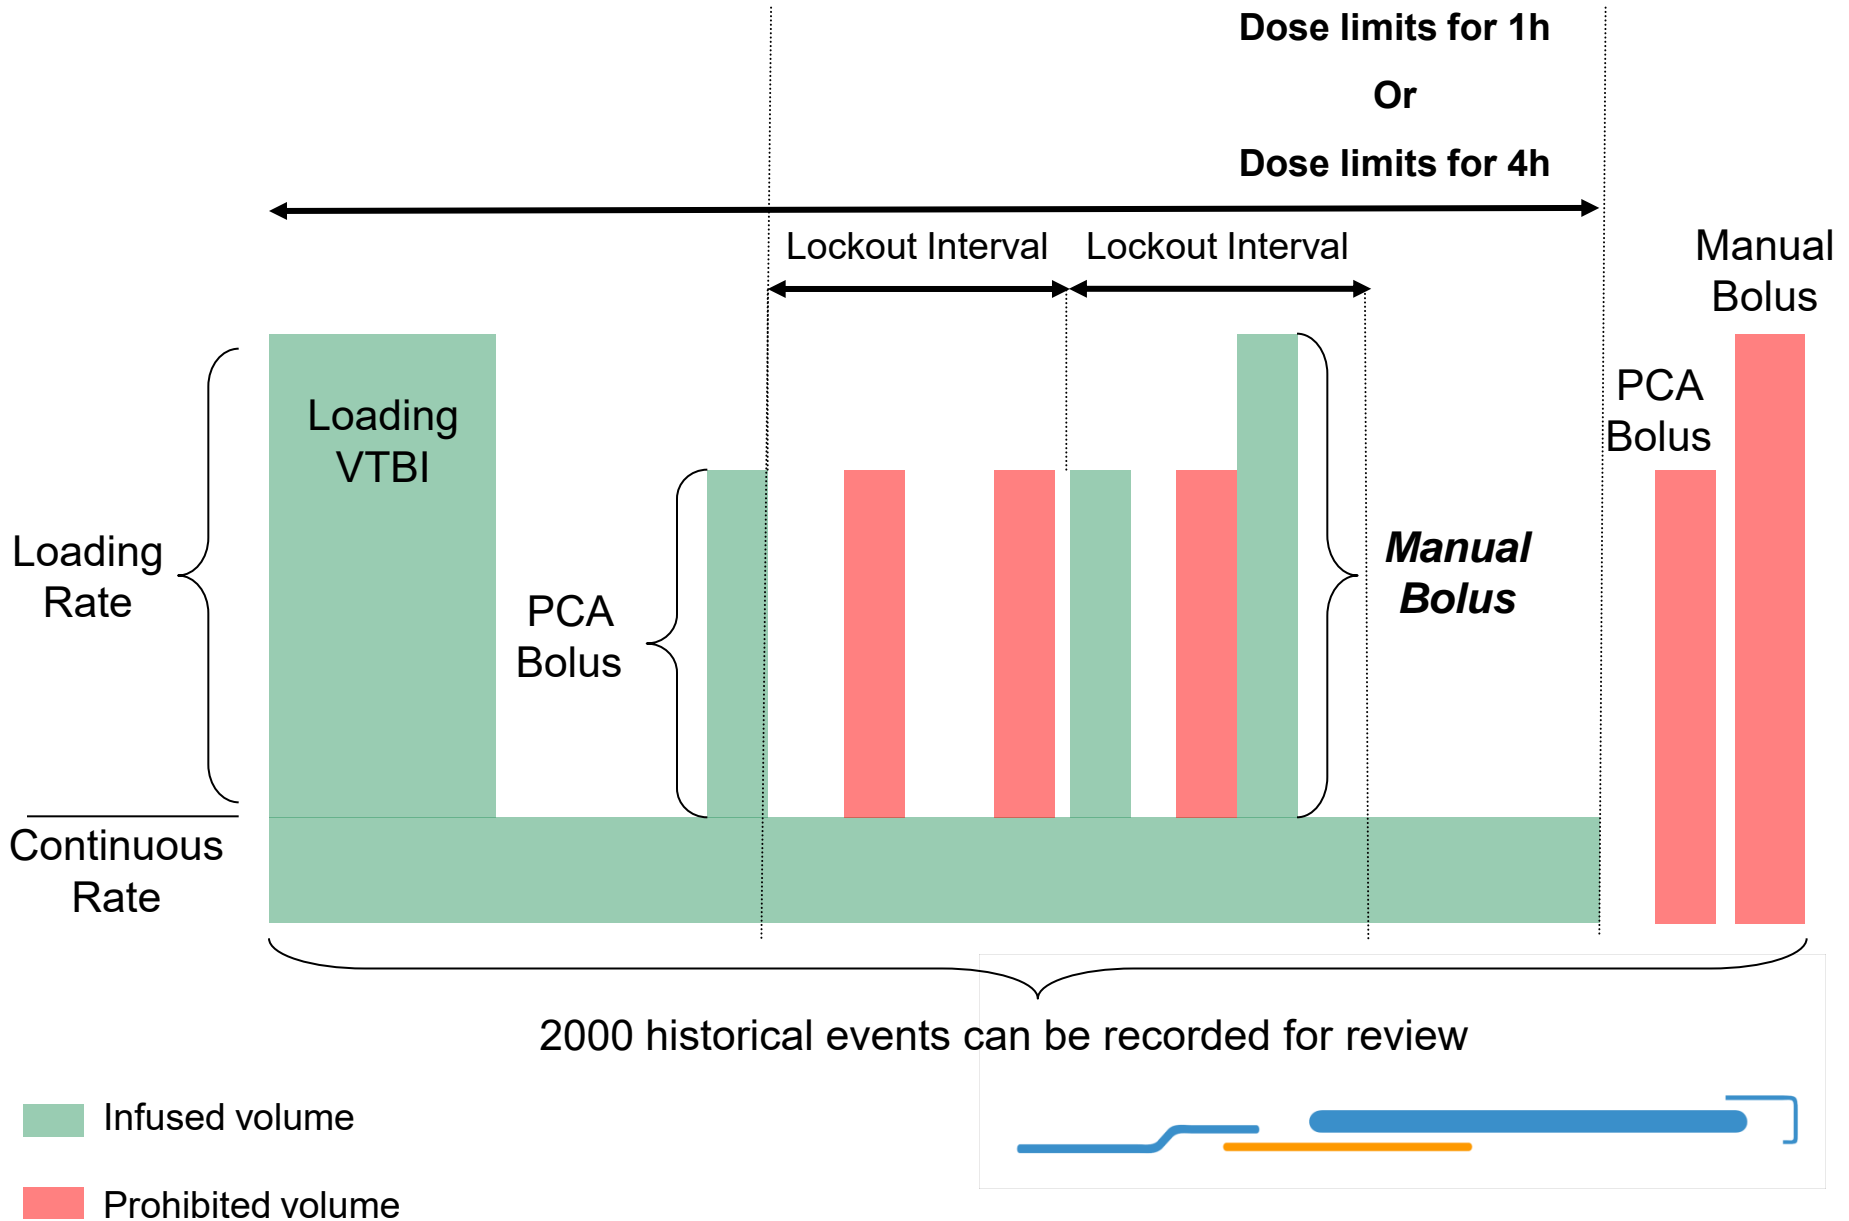 Dose limits for 1h
Or
Dose limits for 4h
Lockout Interval
Lockout Interval
Manual
Bolus
PCA
Bolus
Loading
VTBI
Loading
Rate
PCA
Bolus
Manual
Bolus
Continuous
Rate
2000 historical events can be recorded for review
Infused volume
Prohibited volume